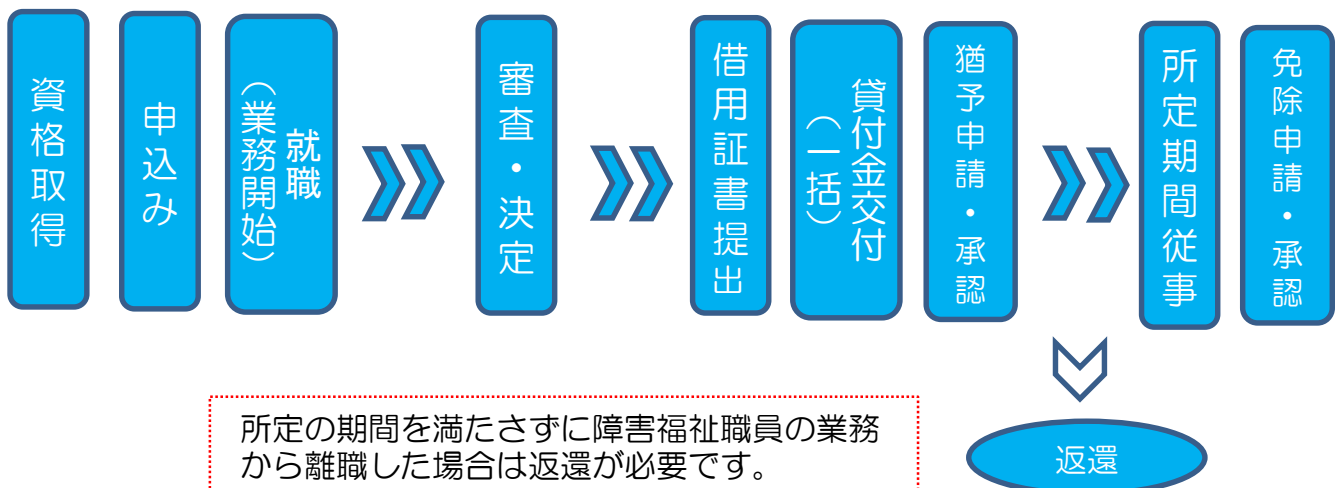 資格取得
申込み
就職
（業務開始）
審査・決定
借用証書提出
貸付金交付
（一括）
猶予申請・承認
所定期間従事
免除申請・承認
所定の期間を満たさずに障害福祉職員の業務
から離職した場合は返還が必要です。
返還